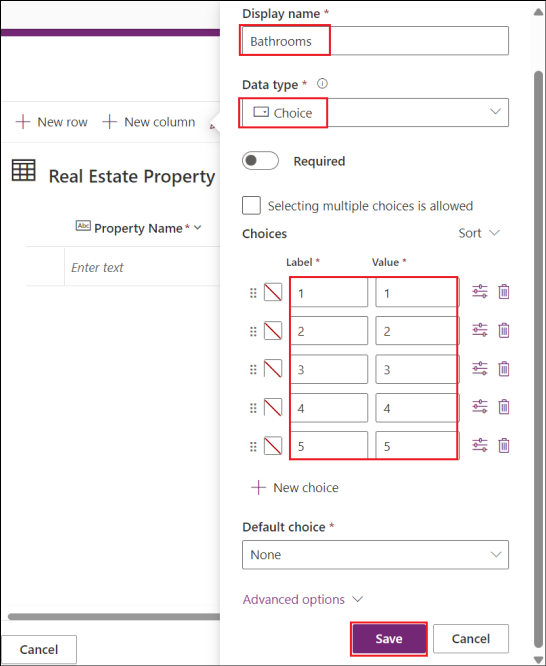 Display name *
Bathrooms
Data type *
Choice
New row
New column
Required
Real Estate Property
Selecting multiple choices is allowed
Choices
Sort
Abc Property Name *
Label *
Value *
Enter text
1
1
2
2
3
3
4
4
5
5
New choice
Default choice *
None
Advanced options
Save
Cancel
Cancel